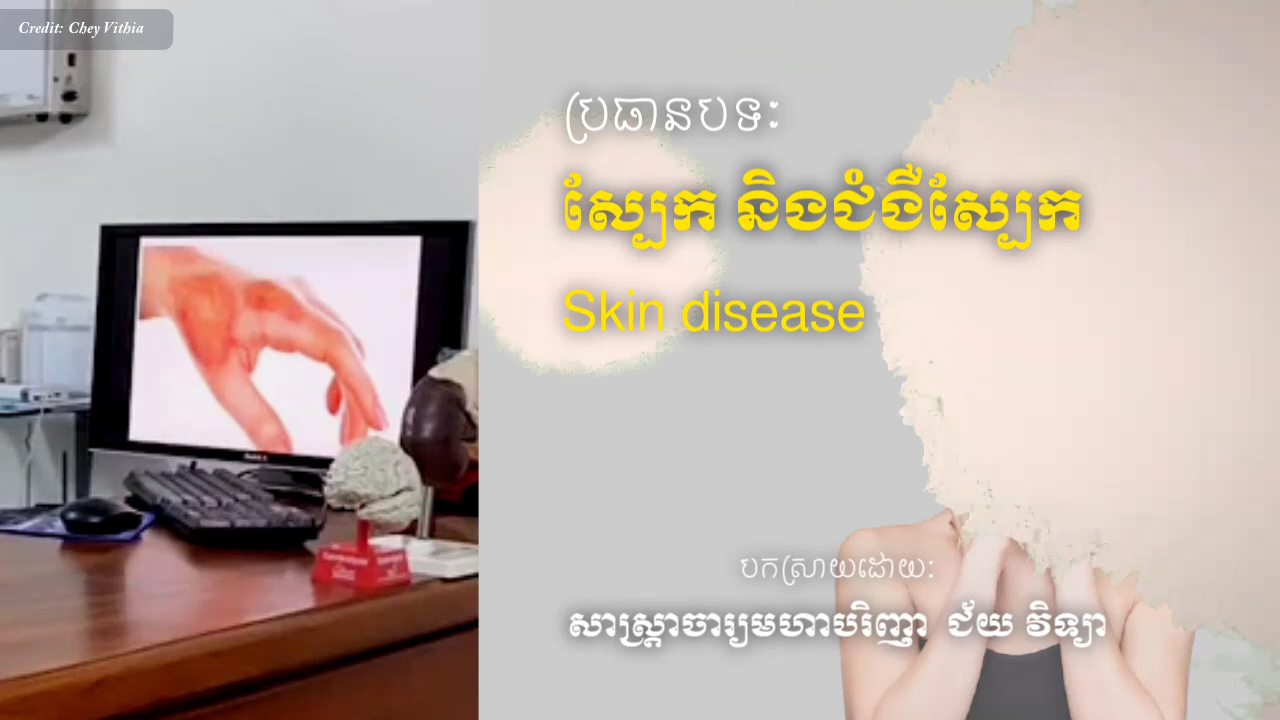 Credit: Chey Vithia
ប្រធានបទ:
ស្បែក និងជំងឺស្បែក
Skin disease
បកស្រាយដោយ:
សាស្ត្រាចារ្យមហាបរិញ្ញា ជ័យ វិទ្យា